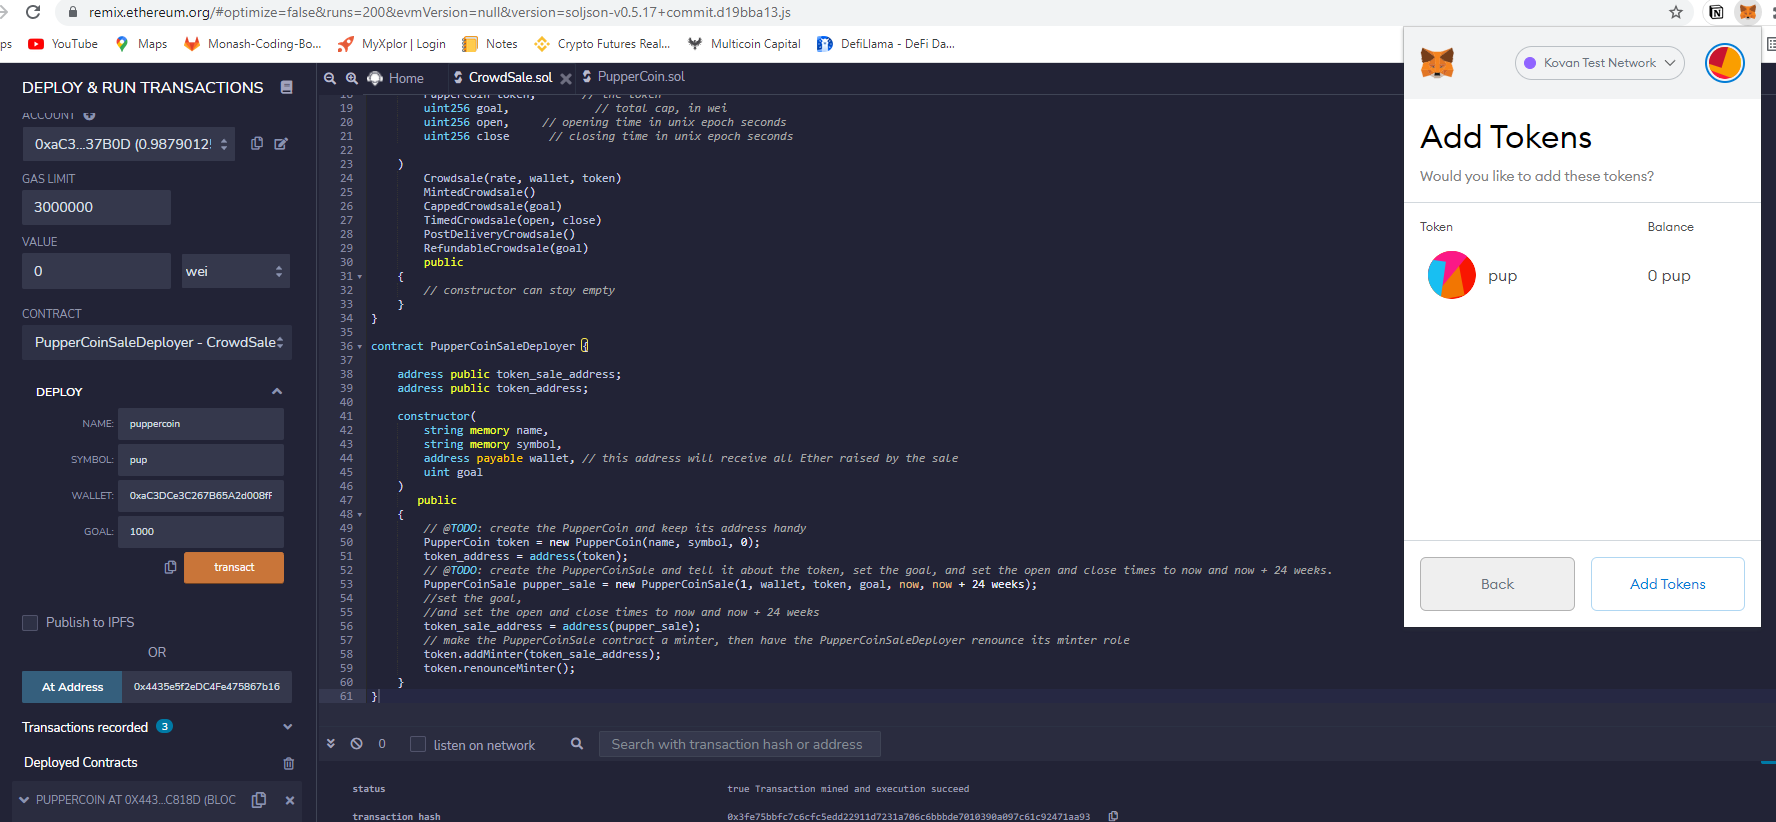 remix.ethereum.org/#optimize=false&runs=200&evmVersion=null&version=soljson-v0.5.17+commit.d19bba13.js
ps YouTube Maps Monash-Coding-Bo... MyXplor | Login Notes Crypto Futures Real... Multicoin Capital DefiLlama - DeFi Da...
DEPLOY & RUN TRANSACTIONS
ACCOUNT
0xaC3...37B0D (0.9879012!
GAS LIMIT
3000000
VALUE
0 wei
CONTRACT
PupperCoinSaleDeployer - CrowdSale
DEPLOY
NAME: puppercoin
SYMBOL: pup
WALLET: 0xaC3DCe3C267B65A2d008fF
GOAL: 1000
transact
Publish to IPFS
OR
At Address 0x4435e5f2eDC4Fe475867b16
Transactions recorded 3
Deployed Contracts
PUPPERCOIN AT 0X443...C818D (BLOC
Home CrowdSale.sol PupperCoin.sol
18 PupperCoin token, // the token
19 uint256 goal, // total cap, in wei
20 uint256 open, // opening time in unix epoch seconds
21 uint256 close // closing time in unix epoch seconds
22
23 )
24 Crowdsale(rate, wallet, token)
25 MintedCrowdsale()
26 CappedCrowdsale(goal)
27 TimedCrowdsale(open, close)
28 PostDeliveryCrowdsale()
29 RefundableCrowdsale(goal)
30 public
31 {
32 // constructor can stay empty
33 }
34 }
35
36 contract PupperCoinSaleDeployer {
37
38 address public token_sale_address;
39 address public token_address;
40
41 constructor(
42 string memory name,
43 string memory symbol,
44 address payable wallet, // this address will receive all Ether raised by the sale
45 uint goal
46 )
47 public
48 {
49 // @TODO: create the PupperCoin and keep its address handy
50 PupperCoin token = new PupperCoin(name, symbol, 0);
51 token_address = address(token);
52 // @TODO: create the PupperCoinSale and tell it about the token, set the goal, and set the open and close times to now and now + 24 weeks.
53 PupperCoinSale pupper_sale = new PupperCoinSale(1, wallet, token, goal, now, now + 24 weeks);
54 //set the goal,
55 //and set the open and close times to now and now + 24 weeks
56 token_sale_address = address(pupper_sale);
57 // make the PupperCoinSale contract a minter, then have the PupperCoinSaleDeployer renounce its minter role
58 token.addMinter(token_sale_address);
59 token.renounceMinter();
60 }
61 }
0 listen on network Search with transaction hash or address
status true Transaction mined and execution succeed
transaction hash 0x3fe75bbfc7c6cfc5edd22911d7231a706c6bbbde7010390a097c61c92471aa93
Kovan Test Network
Add Tokens
Would you like to add these tokens?
Token Balance
pup 0 pup
Back Add Tokens